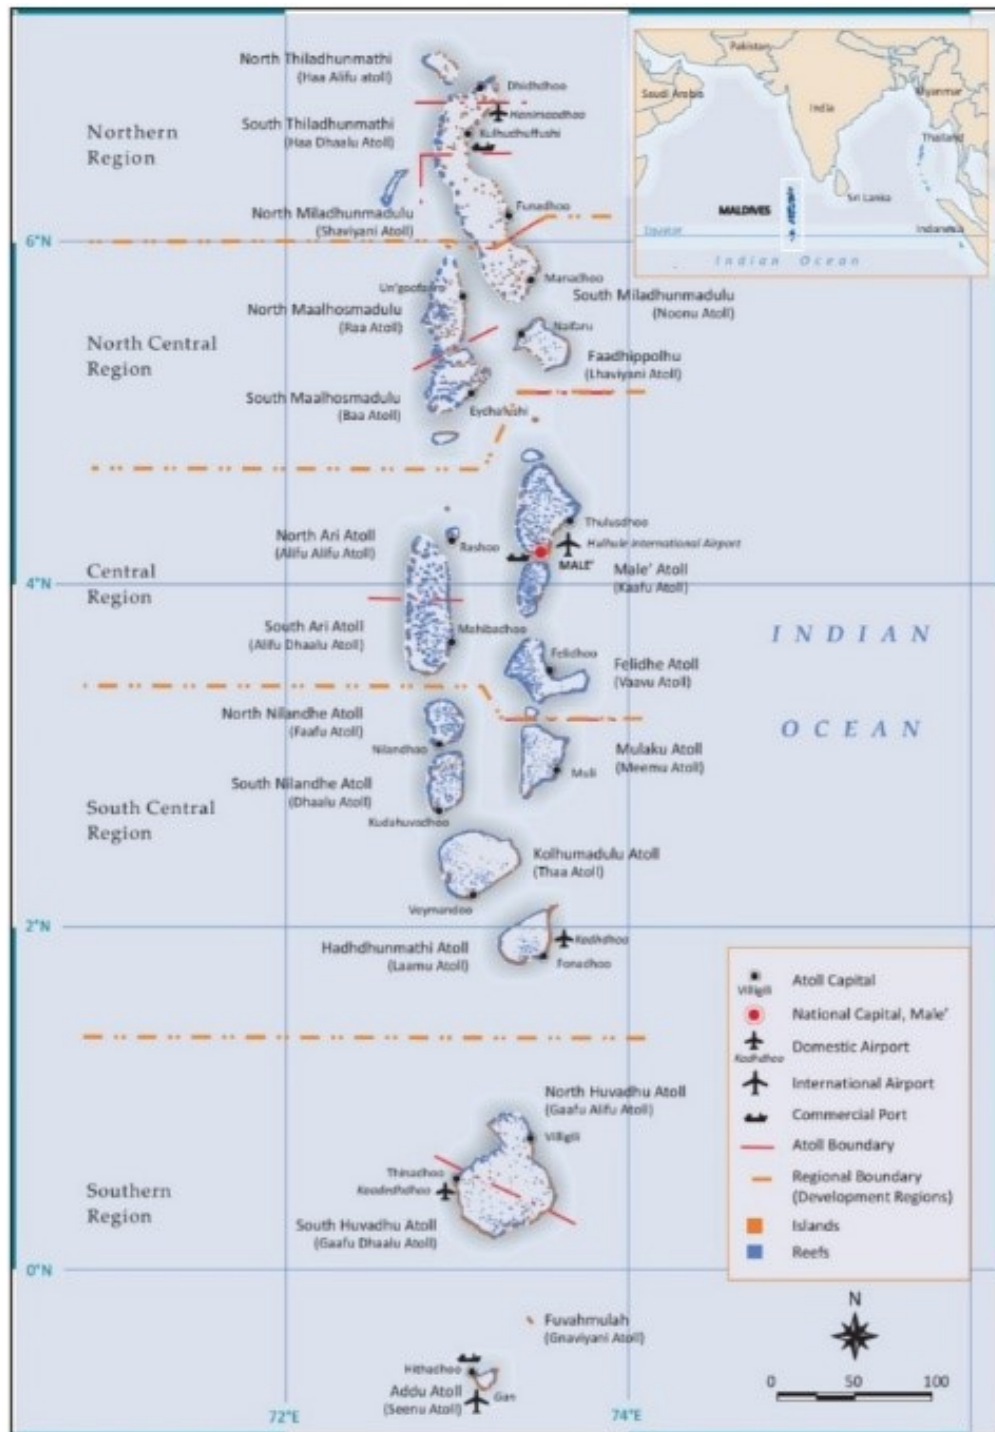 North Thiladhunmathi
(Haa Alifu atoll)
Dhidhdhoo
Hanimaadhoo
South Thiladhunmathi
(Haa Dhaalu Atoll)
Kulhudhuffushi
Northern
Region
North Miladhunmadulu
(Shaviyani Atoll)
Funadhoo
6°N
Manadhoo
South Miladhunmadulu
(Noonu Atoll)
North Maalhosmadulu
(Raa Atoll)
Naifaru
Faadhippolhu
(Lhaviyani Atoll)
North Central
Region
South Maalhosmadulu
(Baa Atoll)
Eydhafushi
Pakistan
Saudi Arabia
India
Myanmar
Thailand
Sri Lanka
MALDIVES
Equator
Indonesia
Indian Ocean
North Ari Atoll
(Alifu Alifu Atoll)
Rashoo
Thulusdhoo
Hulhule International Airport
MALE'
Male' Atoll
(Kaafu Atoll)
Central
Region
4°N
South Ari Atoll
(Alifu Dhaalu Atoll)
Mahibadhoo
Felidhoo
Felidhe Atoll
(Vaavu Atoll)
INDIAN
OCEAN
North Nilandhe Atoll
(Faafu Atoll)
Nilandhoo
Mulaku Atoll
(Meemu Atoll)
Muli
South Nilandhe Atoll
(Dhaalu Atoll)
Kudahuvadhoo
South Central
Region
Kolhumadulu Atoll
(Thaa Atoll)
Veymandoo
2°N
Hadhdhunmathi Atoll
(Laamu Atoll)
Kadhdhoo
Fonadhoo
North Huvadhu Atoll
(Gaafu Alifu Atoll)
Villigili
Thinadhoo
Kaadedhdhoo
Southern
Region
South Huvadhu Atoll
(Gaafu Dhaalu Atoll)
0°N
Fuvahmulah
(Gnaviyani Atoll)
Hithadhoo
Addu Atoll
(Seenu Atoll)
Gan
72°E
74°E
Villigili
Atoll Capital
National Capital, Male'
Kadhdhoo
Domestic Airport
International Airport
Commercial Port
Atoll Boundary
Regional Boundary
(Development Regions)
Islands
Reefs
N
0
50
100